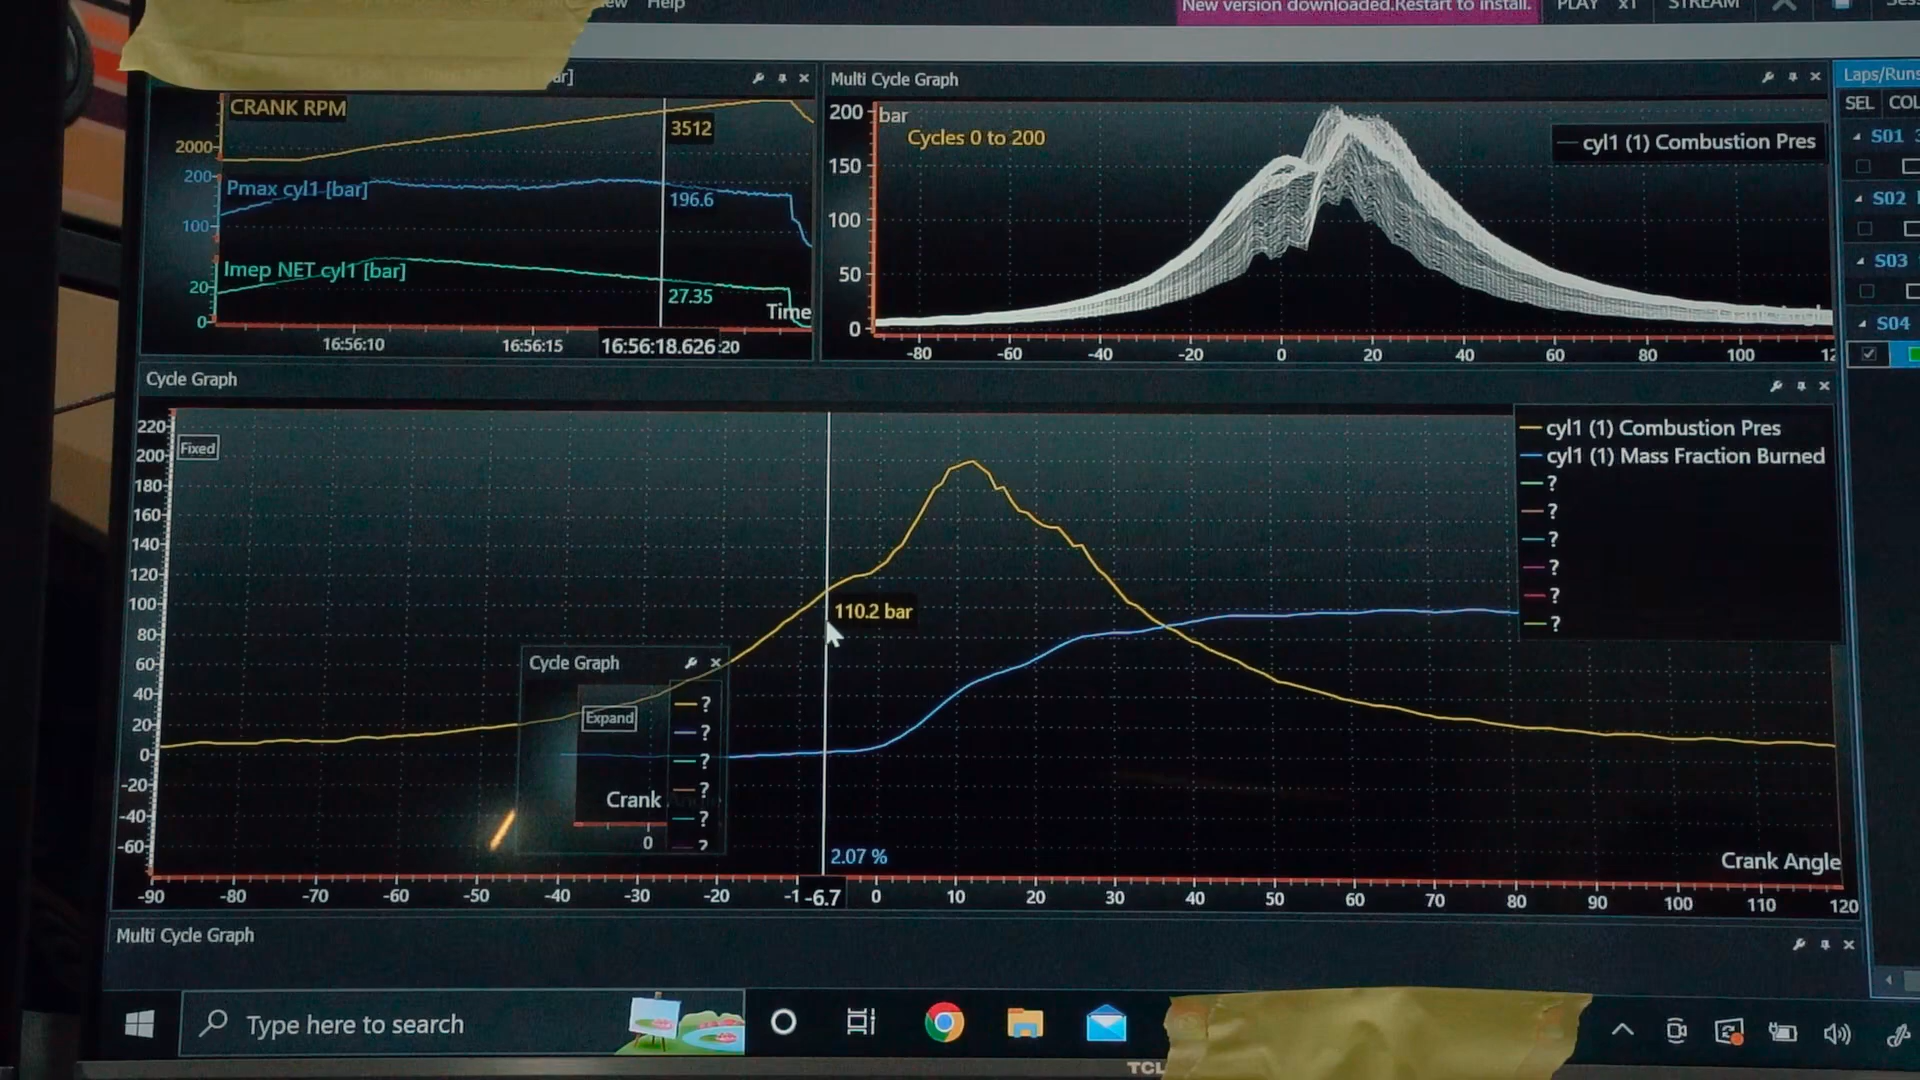 Help
New version downloaded.Restart to install.
PLAY x1 STREAM
Multi Cycle Graph
Laps/Runs
SEL
CRANK RPM
3512
2000
200
Pmax cyl1 [bar]
196.6
100
Imep NET cyl1 [bar]
27.35
20
0
Time
16:56:10 16:56:15 16:56:18.626 :20
200 bar
Cycles 0 to 200
cyl1 (1) Combustion Pres
150
100
50
0
-80 -60 -40 -20 0 20 40 60 80 100
S01
S02
S03
S04
Cycle Graph
220
200
Fixed
180
160
140
120
100
80
60
40
20
0
-20
-40
-60
cyl1 (1) Combustion Pres
cyl1 (1) Mass Fraction Burned
?
?
?
?
?
?
110.2 bar
Cycle Graph
Expand
?
?
?
?
?
?
Crank
0
2.07 %
Crank Angle
-90 -80 -70 -60 -50 -40 -30 -20 -1 -6.7 0 10 20 30 40 50 60 70 80 90 100 110 120
Multi Cycle Graph
Type here to search
TCL